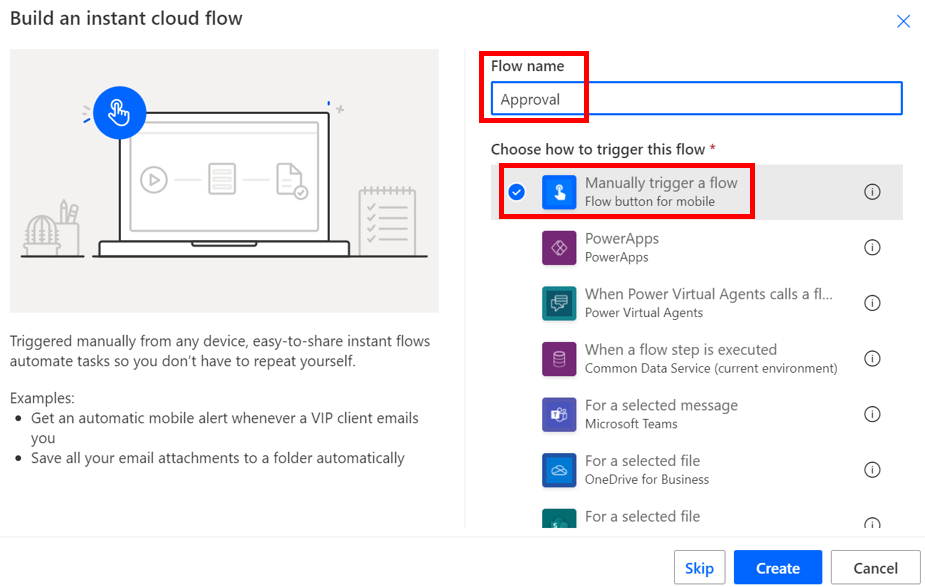 Build an instant cloud flow
Flow name
Approval
Choose how to trigger this flow *
Manually trigger a flow
Flow button for mobile
PowerApps
PowerApps
When Power Virtual Agents calls a fl...
Power Virtual Agents
When a flow step is executed
Common Data Service (current environment)
For a selected message
Microsoft Teams
For a selected file
OneDrive for Business
For a selected file
Triggered manually from any device, easy-to-share instant flows
automate tasks so you don't have to repeat yourself.
Examples:
• Get an automatic mobile alert whenever a VIP client emails
you
• Save all your email attachments to a folder automatically
Skip
Create
Cancel